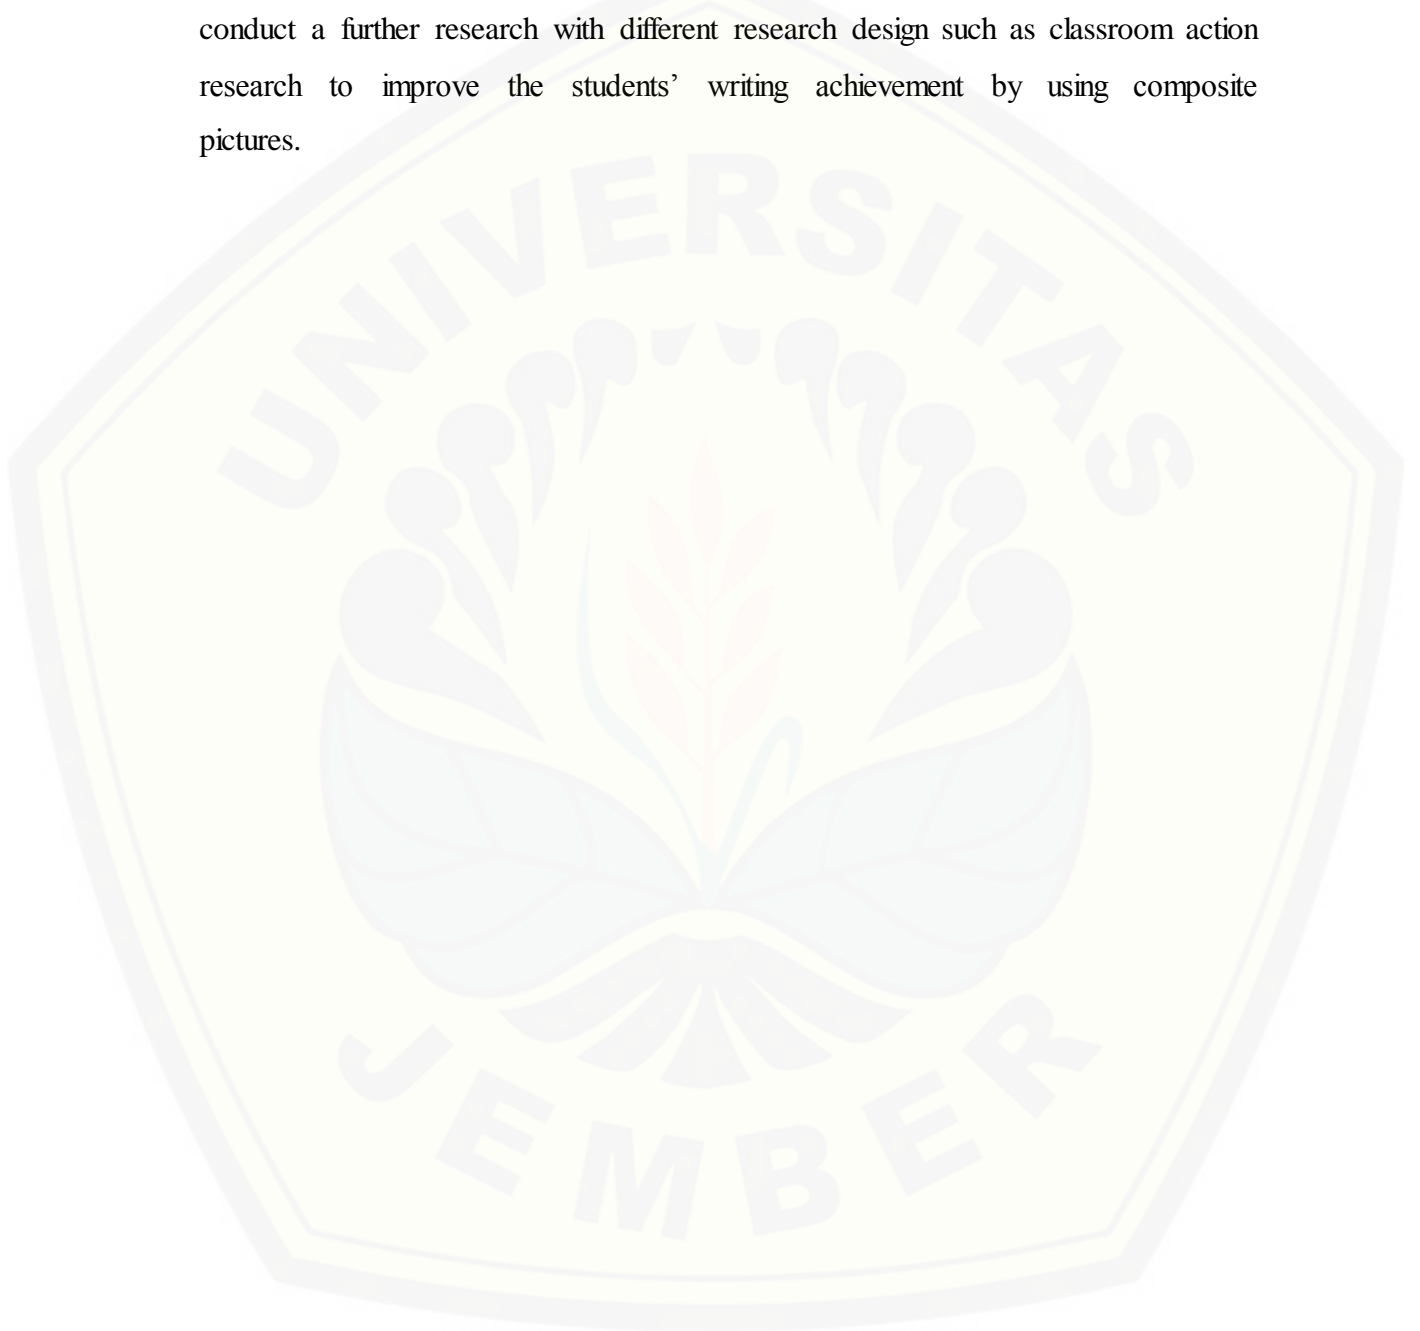 conduct a further research with different research design such as classroom action
research to improve the students’ writing achievement by using composite
pictures.
UNIVERSITAS
JEMBER